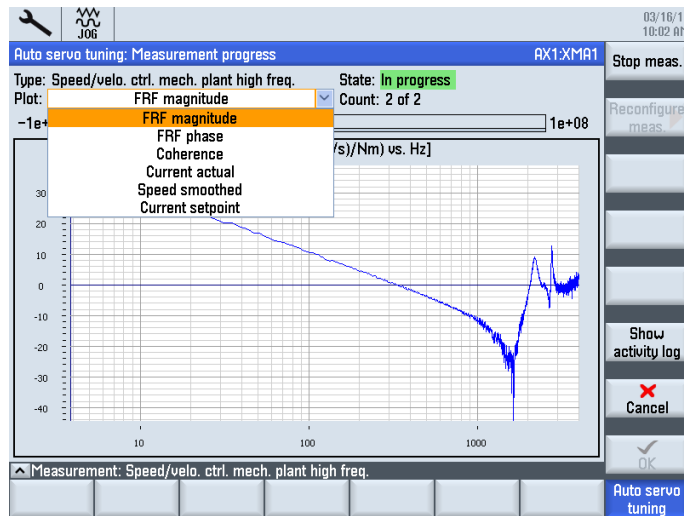 JOG
03/16/1
10:02 AM
Auto servo tuning: Measurement progress AX1:XMA1
Stop meas.
Type: Speed/velo. ctrl. mech. plant high freq. State: In progress
Plot: FRF magnitude Count: 2 of 2
-1e+ 1e+08
Reconfigure
meas.
FRF magnitude
FRF phase
Coherence
Current actual
Speed smoothed
Current setpoint
/s)/Nm) vs. Hz]
30
20
10
0
-10
-20
-30
-40
10 100 1000
Show
activity log
Cancel
OK
Measurement: Speed/velo. ctrl. mech. plant high freq.
Auto servo
tuning